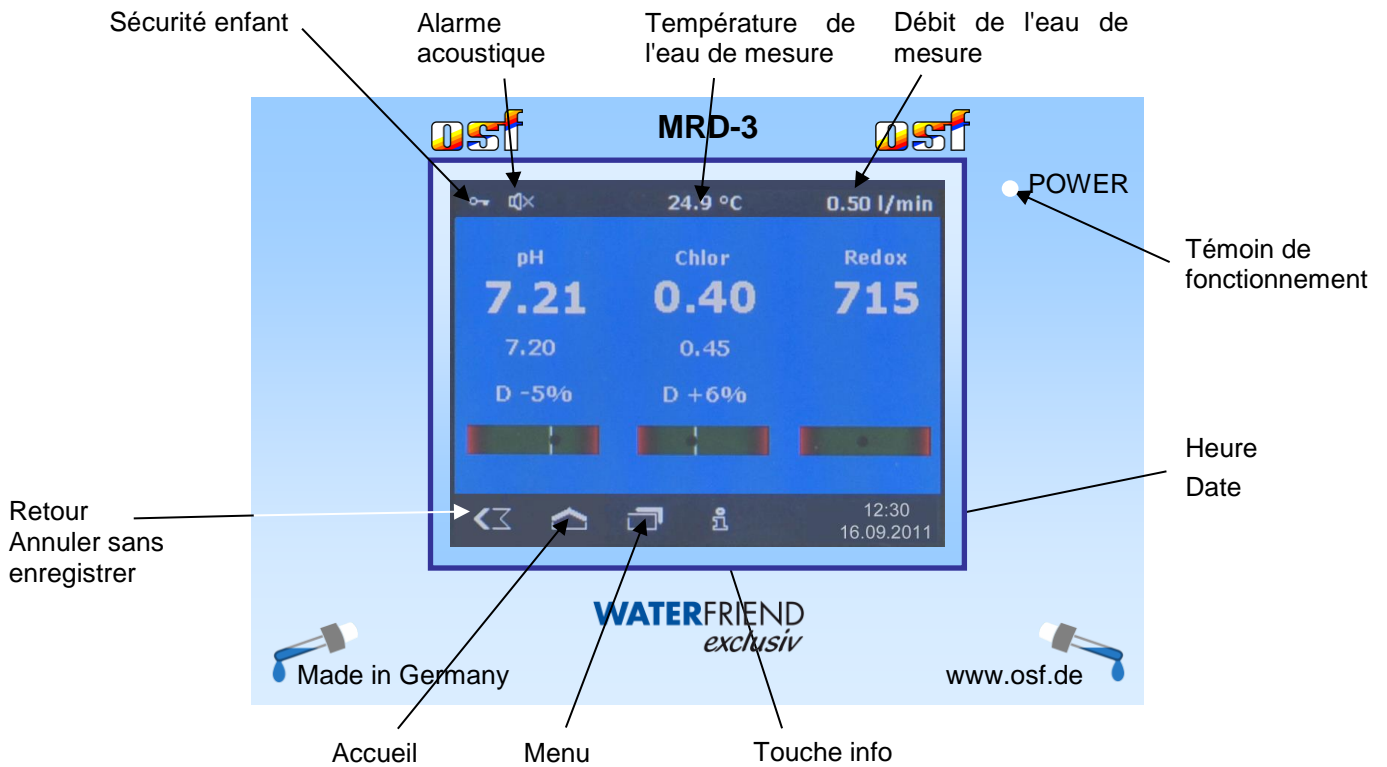 Sécurité enfant
Alarme
acoustique
Température de
l'eau de mesure
Débit de l'eau de
mesure
osf
MRD-3
osf
POWER
24.9 °C
0.50 l/min
Témoin de
fonctionnement
pH
Chlor
Redox
7.21
0.40
715
7.20
0.45
D -5%
D +6%
Heure
Date
Retour
Annuler sans
enregistrer
12:30
16.09.2011
WATERFRIEND
exclusiv
Made in Germany
www.osf.de
Accueil
Menu
Touche info